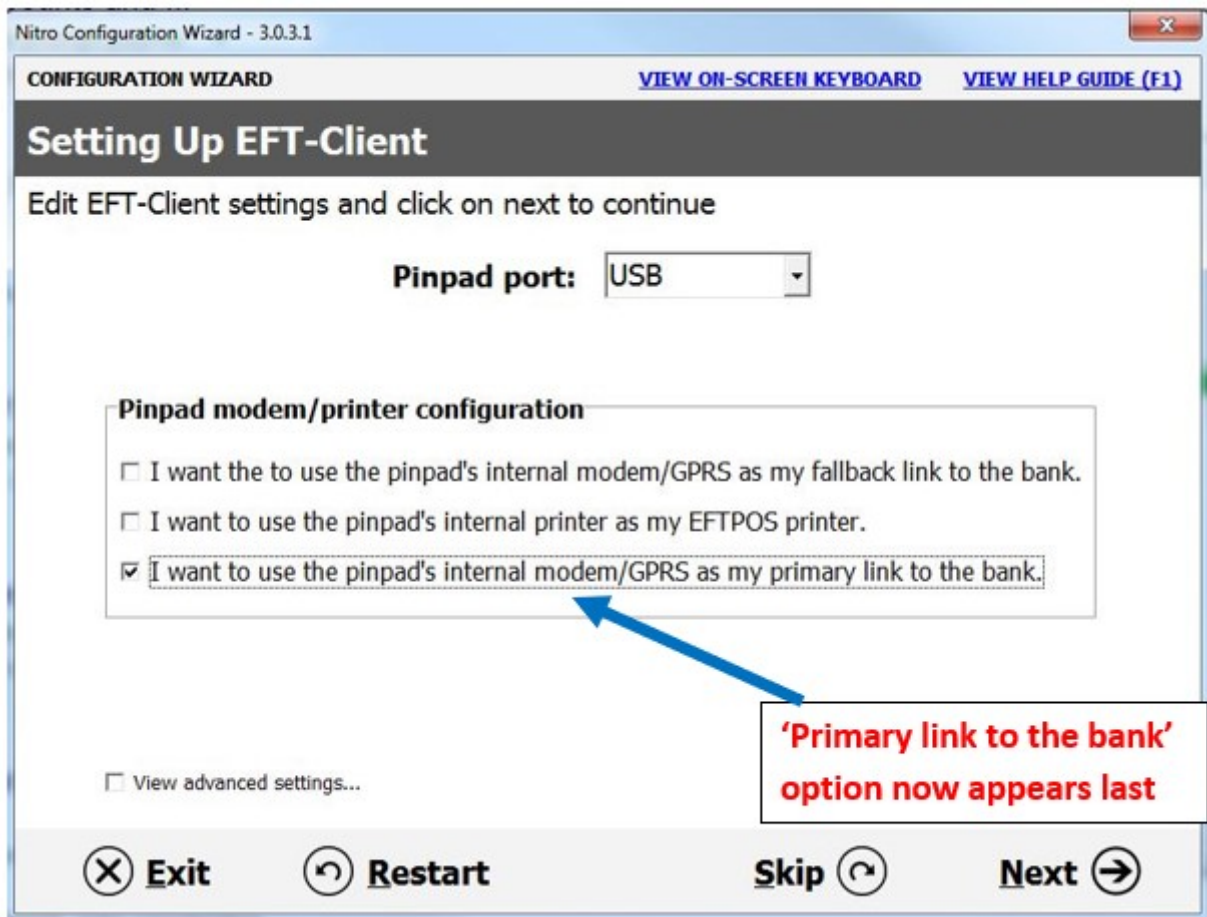 Nitro Configuration Wizard - 3.0.3.1
CONFIGURATION WIZARD VIEW ON-SCREEN KEYBOARD VIEW HELP GUIDE (F1)
Setting Up EFT-Client
Edit EFT-Client settings and click on next to continue
Pinpad port: USB
Pinpad modem/printer configuration
I want the to use the pinpad's internal modem/GPRS as my fallback link to the bank.
I want to use the pinpad's internal printer as my EFTPOS printer.
I want to use the pinpad's internal modem/GPRS as my primary link to the bank.
‘Primary link to the bank’
option now appears last
View advanced settings...
Exit Restart Skip Next